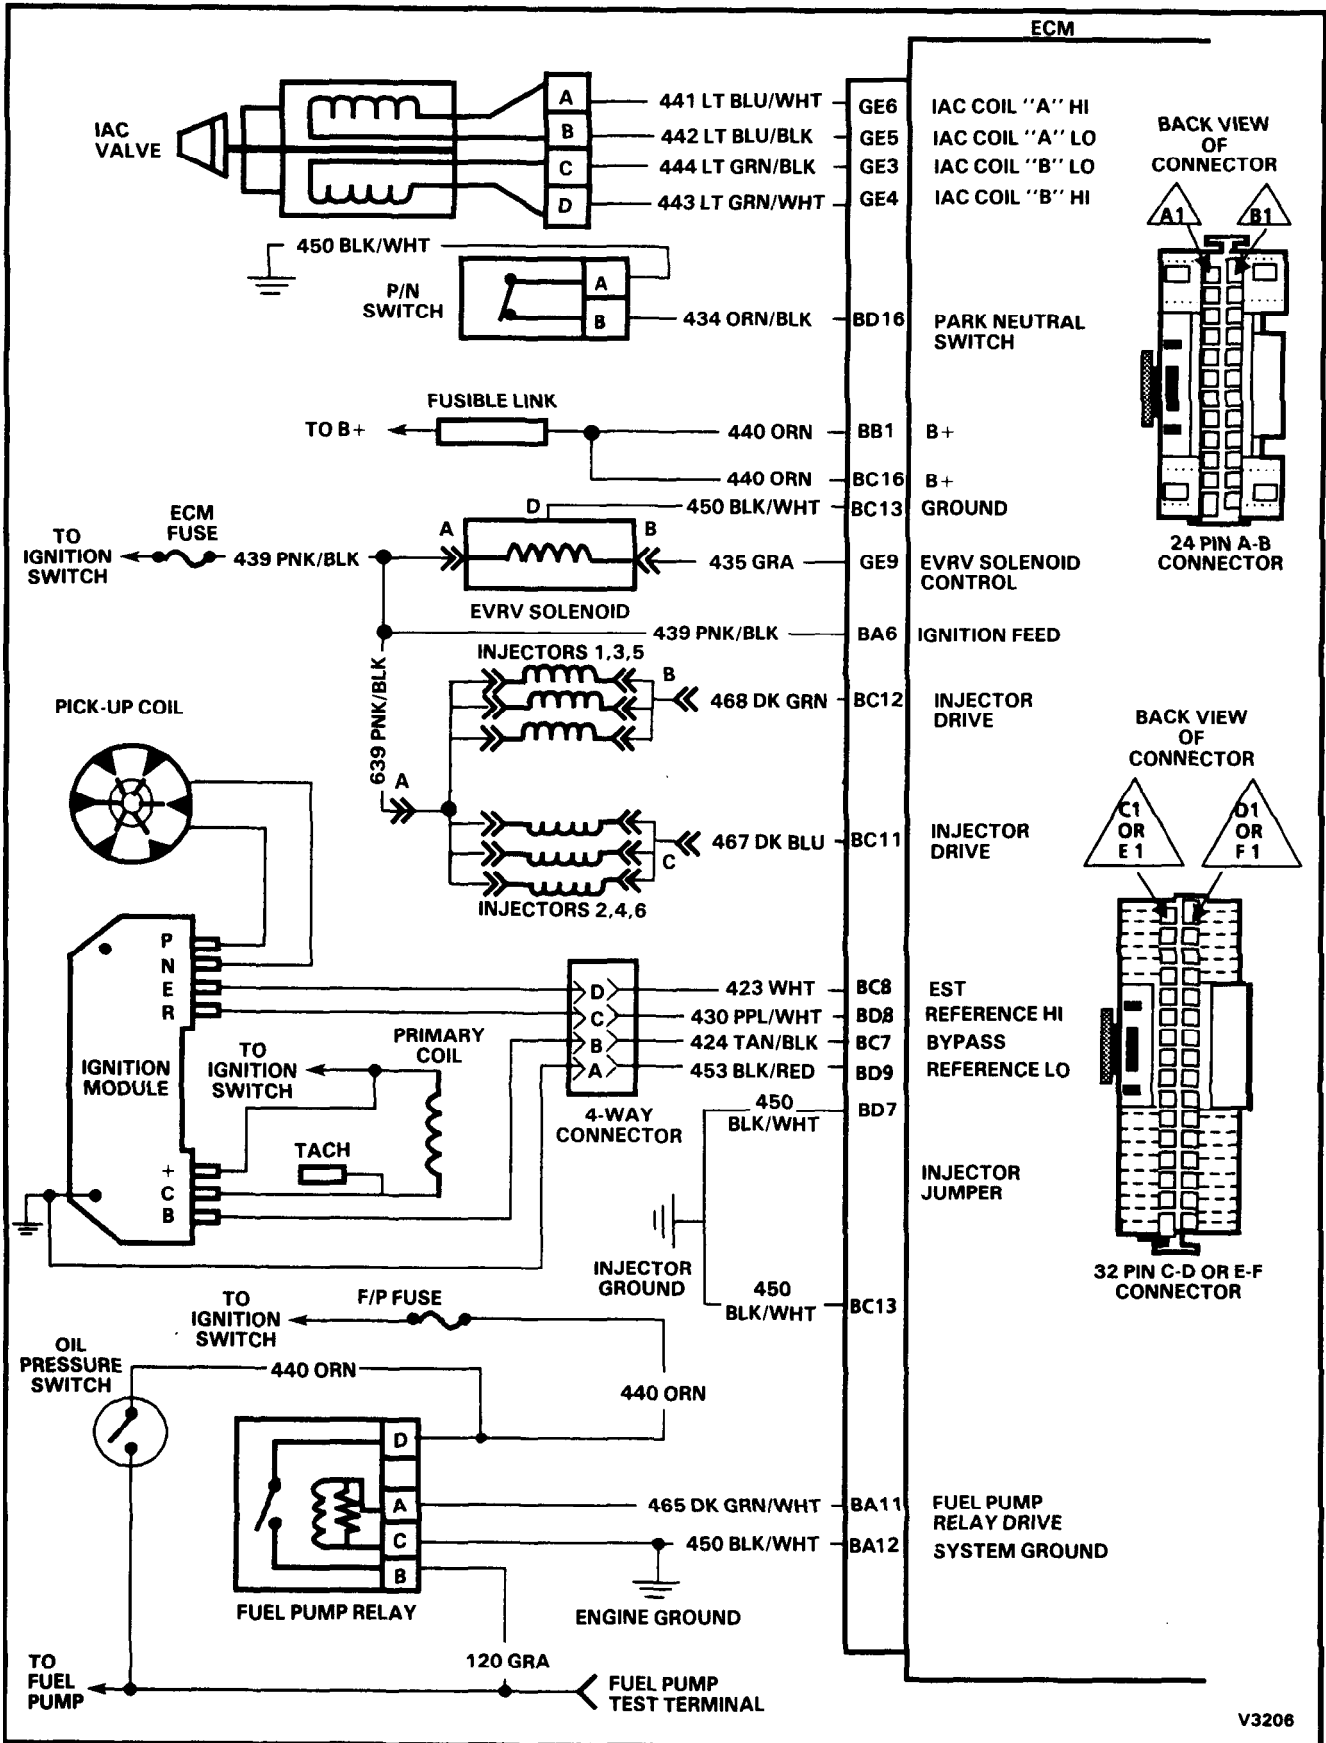 ECM
IAC
VALVE
A
B
C
D
441 LT BLU/WHT
442 LT BLU/BLK
444 LT GRN/BLK
443 LT GRN/WHT
GE6
GE5
GE3
GE4
IAC COIL "A" HI
IAC COIL "A" LO
IAC COIL "B" LO
IAC COIL "B" HI
BACK VIEW
OF
CONNECTOR
A1
B1
24 PIN A-B
CONNECTOR
450 BLK/WHT
P/N
SWITCH
A
B
434 ORN/BLK
BD16
PARK NEUTRAL
SWITCH
FUSIBLE LINK
TO B+
440 ORN
BB1
B+
440 ORN
BC16
B+
D
450 BLK/WHT
BC13
GROUND
ECM
FUSE
TO
IGNITION
SWITCH
439 PNK/BLK
A
B
435 GRA
GE9
EVRV SOLENOID
CONTROL
EVRV SOLENOID
439 PNK/BLK
BA6
IGNITION FEED
639 PNK/BLK
INJECTORS 1,3,5
B
468 DK GRN
BC12
INJECTOR
DRIVE
A
467 DK BLU
BC11
INJECTOR
DRIVE
C
INJECTORS 2,4,6
PICK-UP COIL
BACK VIEW
OF
CONNECTOR
C1
OR
E1
D1
OR
F1
32 PIN C-D OR E-F
CONNECTOR
P
N
E
R
IGNITION
MODULE
+
C
B
TO
IGNITION
SWITCH
PRIMARY
COIL
TACH
D
C
B
A
4-WAY
CONNECTOR
423 WHT
BC8
EST
430 PPL/WHT
BD8
REFERENCE HI
424 TAN/BLK
BC7
BYPASS
453 BLK/RED
BD9
REFERENCE LO
450
BLK/WHT
BD7
INJECTOR
JUMPER
INJECTOR
GROUND
450
BLK/WHT
BC13
TO
IGNITION
SWITCH
F/P FUSE
OIL
PRESSURE
SWITCH
440 ORN
440 ORN
D
A
C
B
465 DK GRN/WHT
BA11
FUEL PUMP
RELAY DRIVE
450 BLK/WHT
BA12
SYSTEM GROUND
FUEL PUMP RELAY
ENGINE GROUND
120 GRA
TO
FUEL
PUMP
FUEL PUMP
TEST TERMINAL
V3206